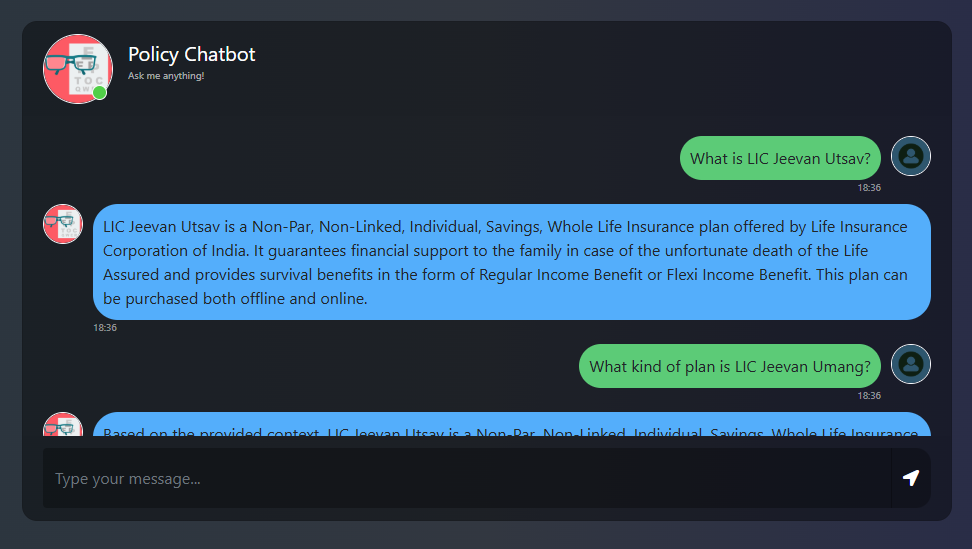 Policy Chatbot
Ask me anything!
What is LIC Jeevan Utsav?
18:36
LIC Jeevan Utsav is a Non-Par, Non-Linked, Individual, Savings, Whole Life Insurance plan offered by Life Insurance
Corporation of India. It guarantees financial support to the family in case of the unfortunate death of the Life
Assured and provides survival benefits in the form of Regular Income Benefit or Flexi Income Benefit. This plan can
be purchased both offline and online.
18:36
What kind of plan is LIC Jeevan Umang?
18:36
Based on the provided context, LIC Jeevan Utsav is a Non-Par, Non-Linked, Individual, Savings, Whole Life Insurance
Type your message...